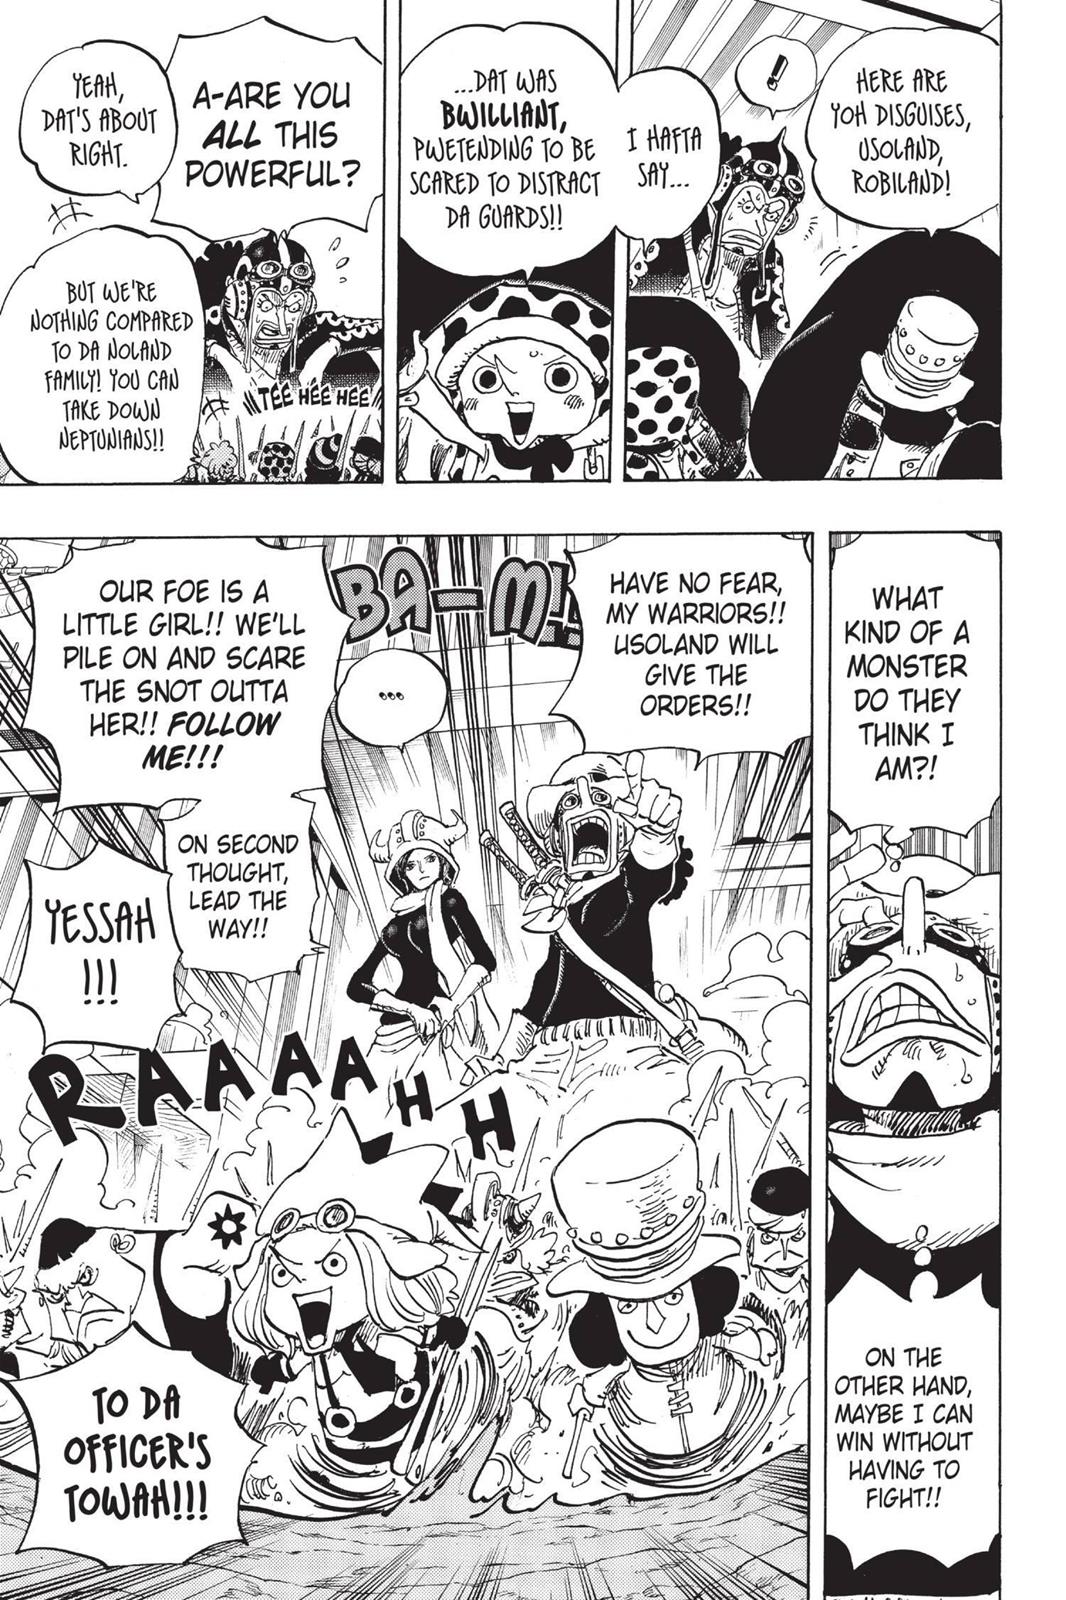 HERE ARE
YOH DISGUISES,
USOLAND,
ROBILAND!
!
I HAFTA
SAY...
...DAT WAS
BWILLIANT,
PWETENDING TO BE
SCARED TO DISTRACT
DA GUARDS!!
A-ARE YOU
ALL THIS
POWERFUL?
YEAH,
DAT'S ABOUT
RIGHT.
BUT WE'RE
NOTHING COMPARED
TO DA NOLAND
FAMILY! YOU CAN
TAKE DOWN
NEPTUNIANS!!
TEE HEE HEE
WHAT
KIND OF A
MONSTER
DO THEY
THINK I
AM?!
ON THE
OTHER HAND,
MAYBE I CAN
WIN WITHOUT
HAVING TO
FIGHT!!
HAVE NO FEAR,
MY WARRIORS!!
USOLAND WILL
GIVE THE
ORDERS!!
BA-M!!
...
OUR FOE IS A
LITTLE GIRL!! WE'LL
PILE ON AND SCARE
THE SNOT OUTTA
HER!! FOLLOW
ME!!!
ON SECOND
THOUGHT,
LEAD THE
WAY!!
YESSAH
!!!
RAAAAHHH
TO DA
OFFICER'S
TOWAH!!!